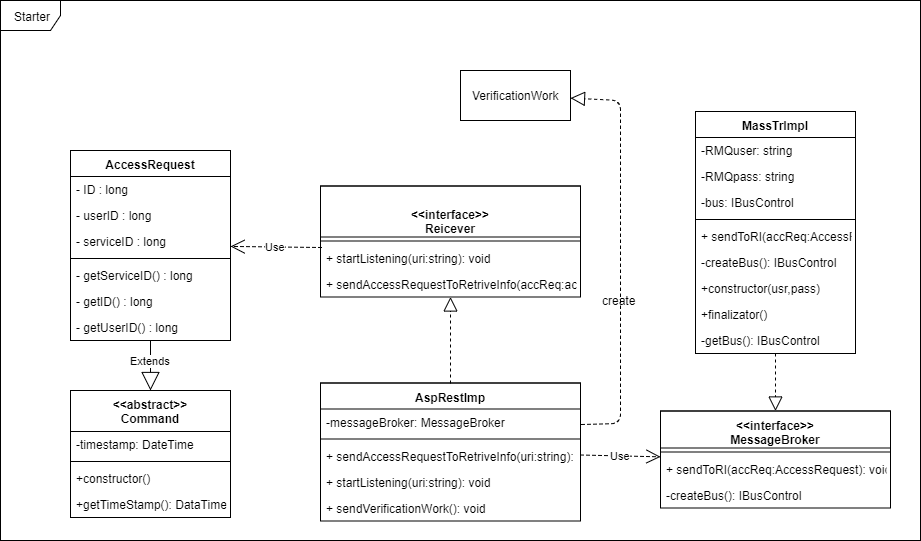 Starter
VerificationWork
MassTrImpl
-RMQuser: string
-RMQpass: string
-bus: IBusControl
+ sendToRI(accReq:AccessR
-createBus(): IBusControl
+constructor(usr,pass)
+finalizator()
-getBus(): IBusControl
AccessRequest
- ID : long
- userID : long
- serviceID : long
- getServiceID() : long
- getID() : long
- getUserID() : long
Use
<<interface>>
Reicever
+ startListening(uri:string): void
+ sendAccessRequestToRetriveInfo(accReq:ac
create
Extends
<<abstract>>
Command
-timestamp: DateTime
+constructor()
+getTimeStamp(): DataTime
AspRestImp
-messageBroker: MessageBroker
+ sendAccessRequestToRetriveInfo(uri:string):
+ startListening(uri:string): void
+ sendVerificationWork(): void
Use
<<interface>>
MessageBroker
+ sendToRI(accReq:AccessRequest): void
-createBus(): IBusControl